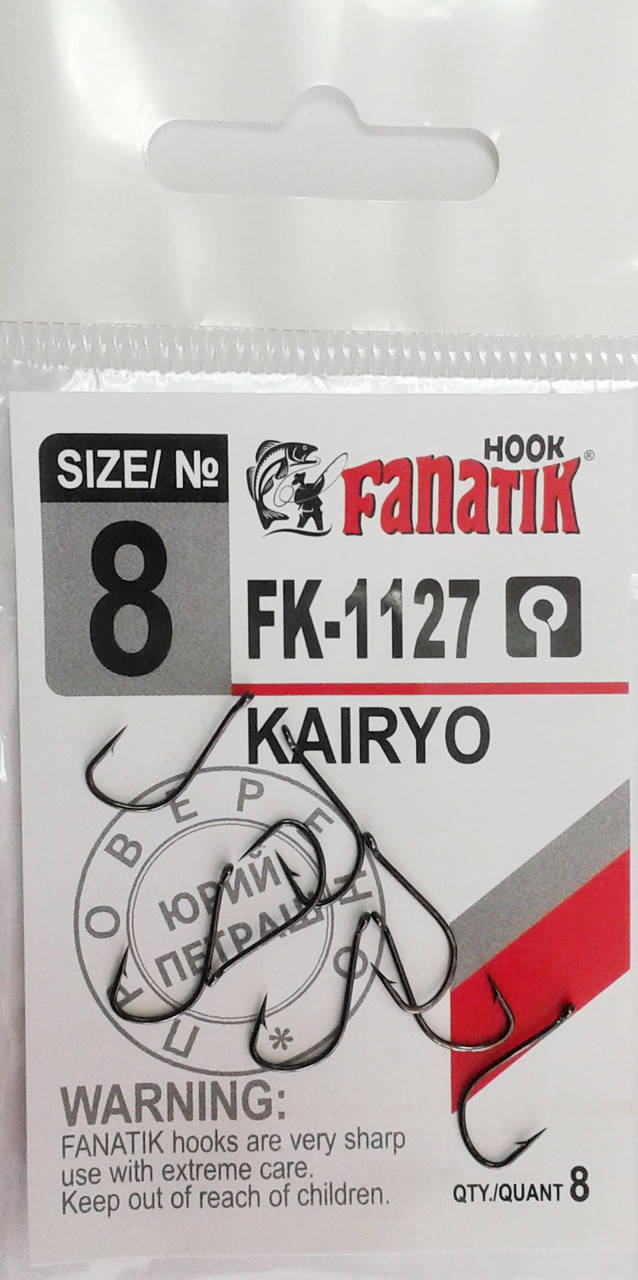 SIZE/ №
8
HOOK
FANATIK®
FK-1127
KAIRYO
ПРОВЕРЕНО
ЮРИЙ
ПЕТРАШ
*
WARNING:
FANATIK hooks are very sharp
use with extreme care.
Keep out of reach of children.
QTY./QUANT 8